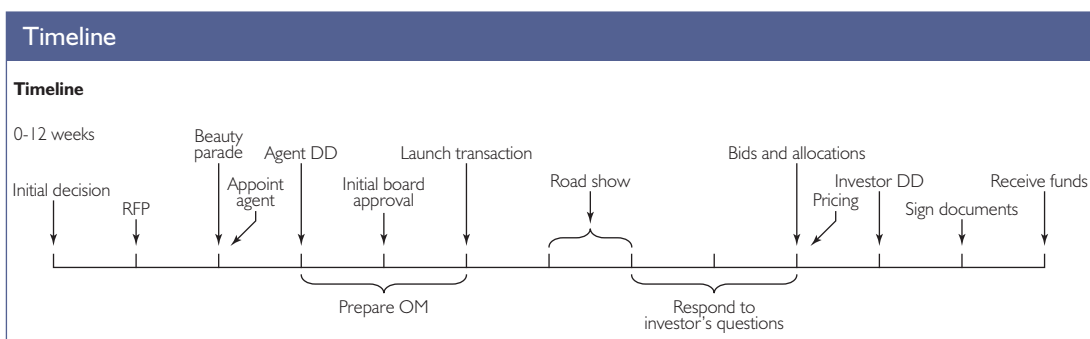 Timeline
Timeline
0-12 weeks
Initial decision
RFP
Beauty
parade
Appoint
agent
Agent DD
Initial board
approval
Launch transaction
Road show
Bids and allocations
Pricing
Investor DD
Sign documents
Receive funds
Prepare OM
Respond to
investor's questions